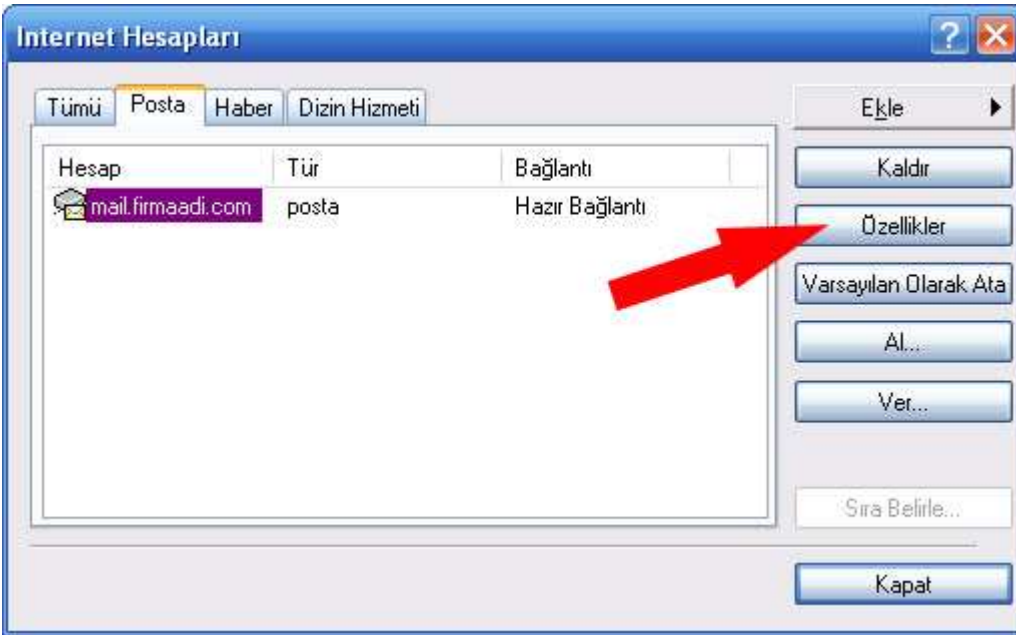 Internet Hesapları
Tümü Posta Haber Dizin Hizmeti
Hesap Tür Bağlantı
mail.firmaadi.com posta Hazır Bağlantı
Ekle
Kaldır
Özellikler
Varsayılan Olarak Ata
Al...
Ver...
Sıra Belirle...
Kapat